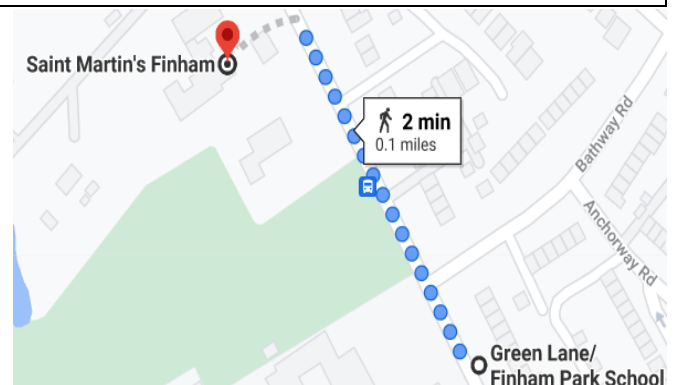 Saint Martin's Finham
2 min
0.1 miles
Bathway Rd
Anchorway Rd
Green Lane/
Finham Park School